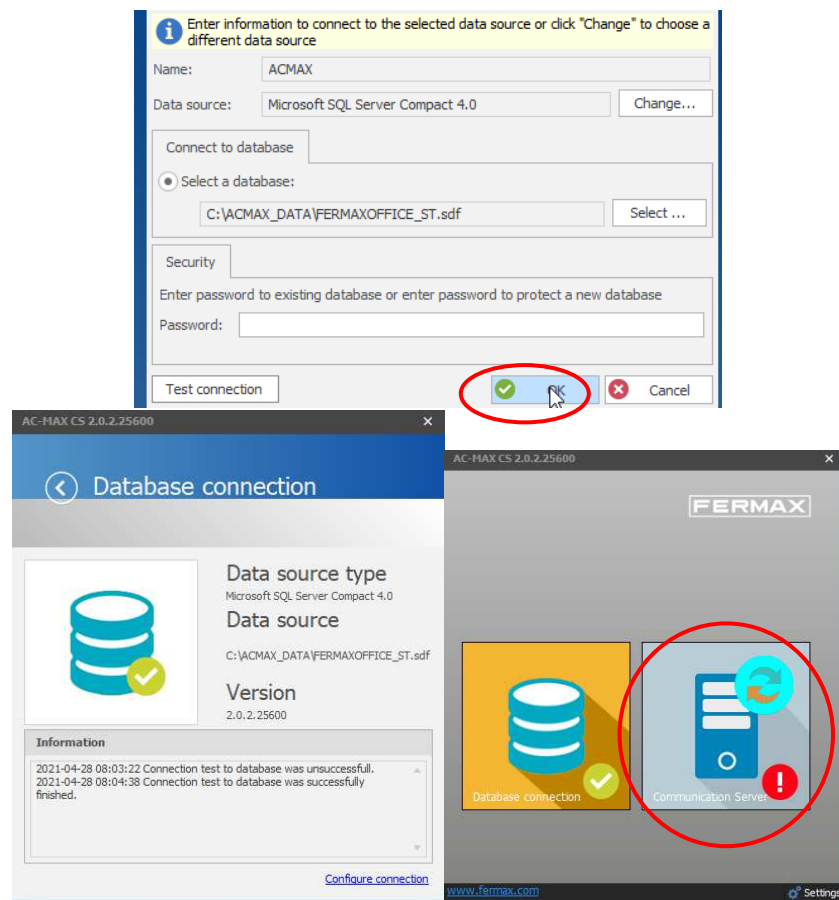 Enter information to connect to the selected data source or click "Change" to choose a
different data source
Name: ACMAX
Data source: Microsoft SQL Server Compact 4.0 Change...
Connect to database
Select a database:
C:\ACMAX_DATA\FERMAXOFFICE_ST.sdf Select ...
Security
Enter password to existing database or enter password to protect a new database
Password:
Test connection OK Cancel
AC-MAX CS 2.0.2.25600
Database connection
Data source type
Microsoft SQL Server Compact 4.0
Data source
C:\ACMAX_DATA\FERMAXOFFICE_ST.sdf
Version
2.0.2.25600
Information
2021-04-28 08:03:22 Connection test to database was unsuccessfull.
2021-04-28 08:04:38 Connection test to database was successfully
finished.
Configure connection
AC-MAX CS 2.0.2.25600
FERMAX
Database connection
Communication Server
www.fermax.com
Settings